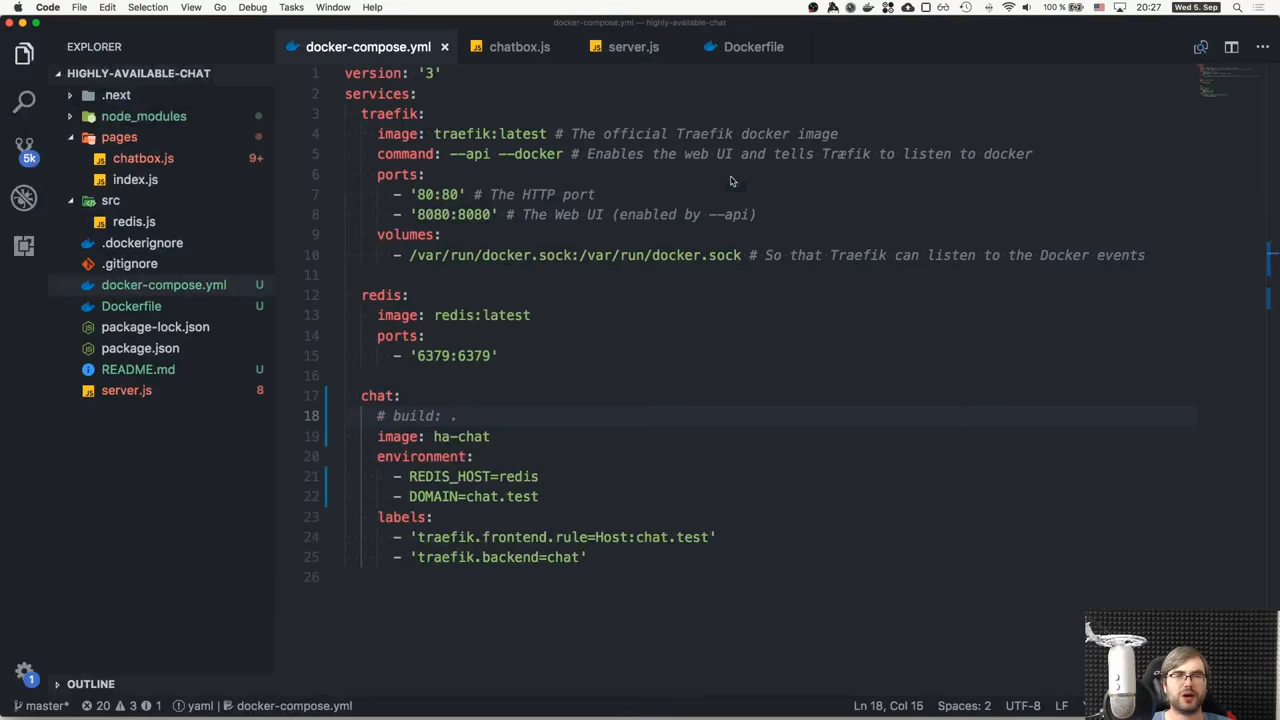 Code File Edit Selection View Go Debug Tasks Window Help 100 % 20:27 Wed 5. Sep
docker-compose.yml — highly-available-chat
EXPLORER
docker-compose.yml ×
chatbox.js
server.js
Dockerfile
HIGHLY-AVAILABLE-CHAT
.next
node_modules
pages
chatbox.js 9+
index.js
src
redis.js
.dockerignore
.gitignore
docker-compose.yml U
Dockerfile U
package-lock.json
package.json
README.md U
server.js 8
OUTLINE
5k
1
1 version: '3'
2 services:
3 traefik:
4 image: traefik:latest # The official Traefik docker image
5 command: --api --docker # Enables the web UI and tells Træfik to listen to docker
6 ports:
7 - '80:80' # The HTTP port
8 - '8080:8080' # The Web UI (enabled by --api)
9 volumes:
10 - /var/run/docker.sock:/var/run/docker.sock # So that Traefik can listen to the Docker events
11
12 redis:
13 image: redis:latest
14 ports:
15 - '6379:6379'
16
17 chat:
18 # build: .
19 image: ha-chat
20 environment:
21 - REDIS_HOST=redis
22 - DOMAIN=chat.test
23 labels:
24 - 'traefik.frontend.rule=Host:chat.test'
25 - 'traefik.backend=chat'
26
master* 20 3 1 yaml docker-compose.yml Ln 18, Col 15 Spaces: 2 UTF-8 LF